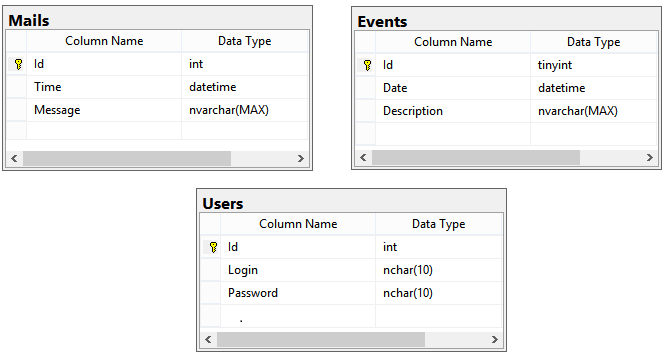 Mails
Column Name Data Type
Id int
Time datetime
Message nvarchar(MAX)
Events
Column Name Data Type
Id tinyint
Date datetime
Description nvarchar(MAX)
Users
Column Name Data Type
Id int
Login nchar(10)
Password nchar(10)
.